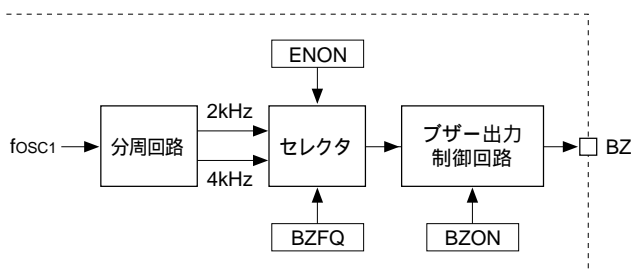 ENON
2kHz
fOSC1
分周回路
セレクタ
ブザー出力
制御回路
BZ
4kHz
BZFQ
BZON